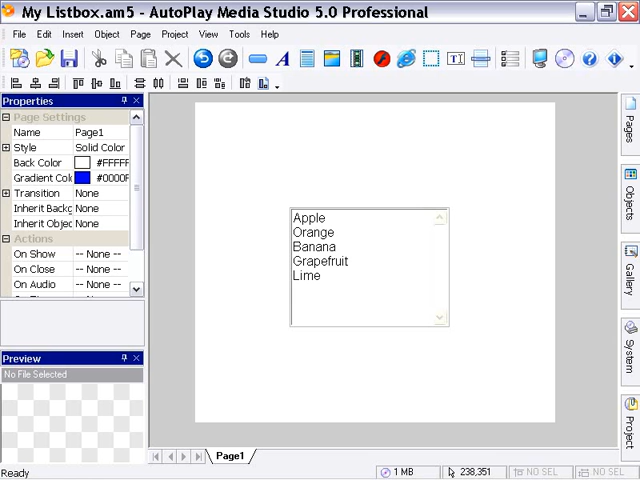 My Listbox.am5 - AutoPlay Media Studio 5.0 Professional
File Edit Insert Object Page Project View Tools Help
Properties
Page Settings
Name Page1
Style Solid Color
Back Color #FFFFF
Gradient Col #0000F
Transition None
Inherit Backg None
Inherit Objec None
Actions
On Show -- None --
On Close -- None --
On Audio -- None --
Apple
Orange
Banana
Grapefruit
Lime
Pages
Objects
Gallery
System
Project
Preview
No File Selected
Page1
Ready
1 MB
238,351
NO SEL
NO SEL